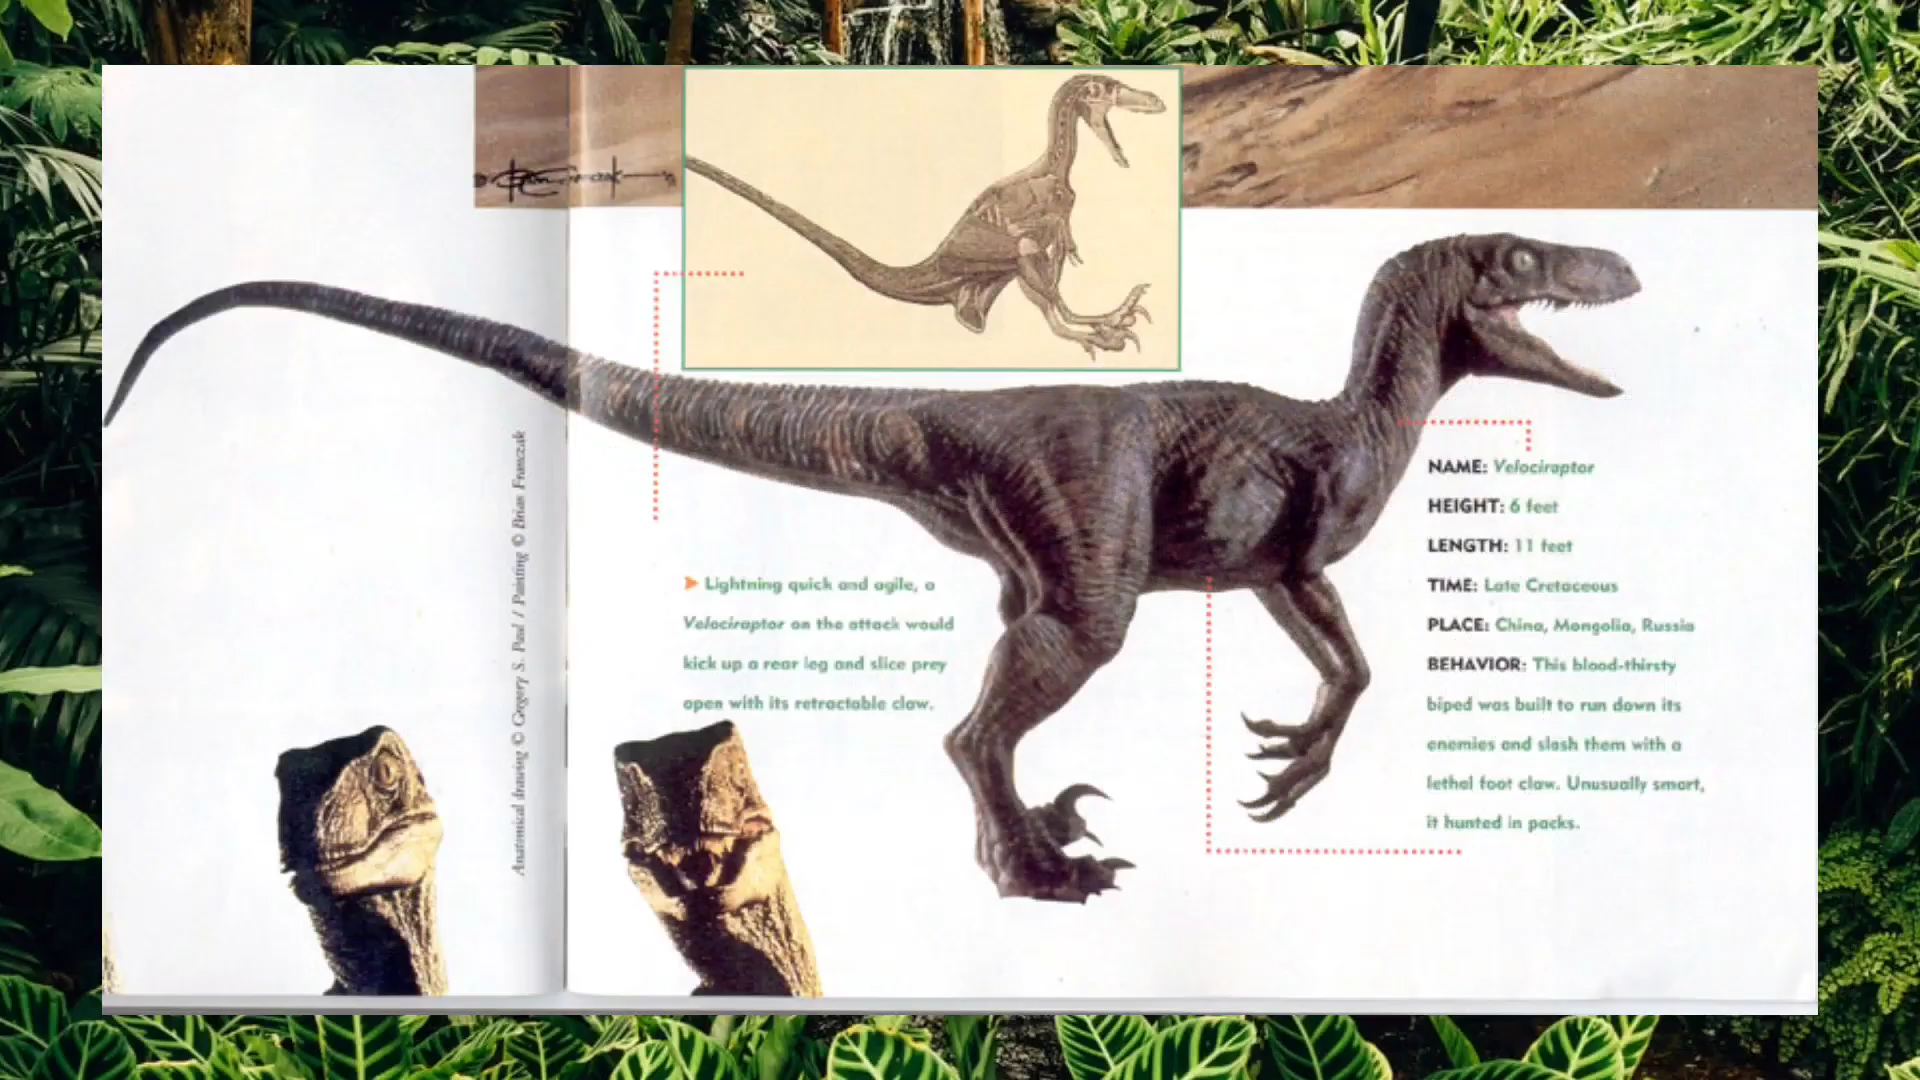 NAME: Velociraptor
HEIGHT: 6 feet
LENGTH: 11 feet
TIME: Late Cretaceous
PLACE: China, Mongolia, Russia
BEHAVIOR: This blood-thirsty
biped was built to run down its
enemies and slash them with a
lethal foot claw. Unusually smart,
it hunted in packs.
Lightning quick and agile, a
Velociraptor on the attack would
kick up a rear leg and slice prey
open with its retractable claw.
Anatomical drawing © Gregory S. Paul / Painting © Brian Franczak